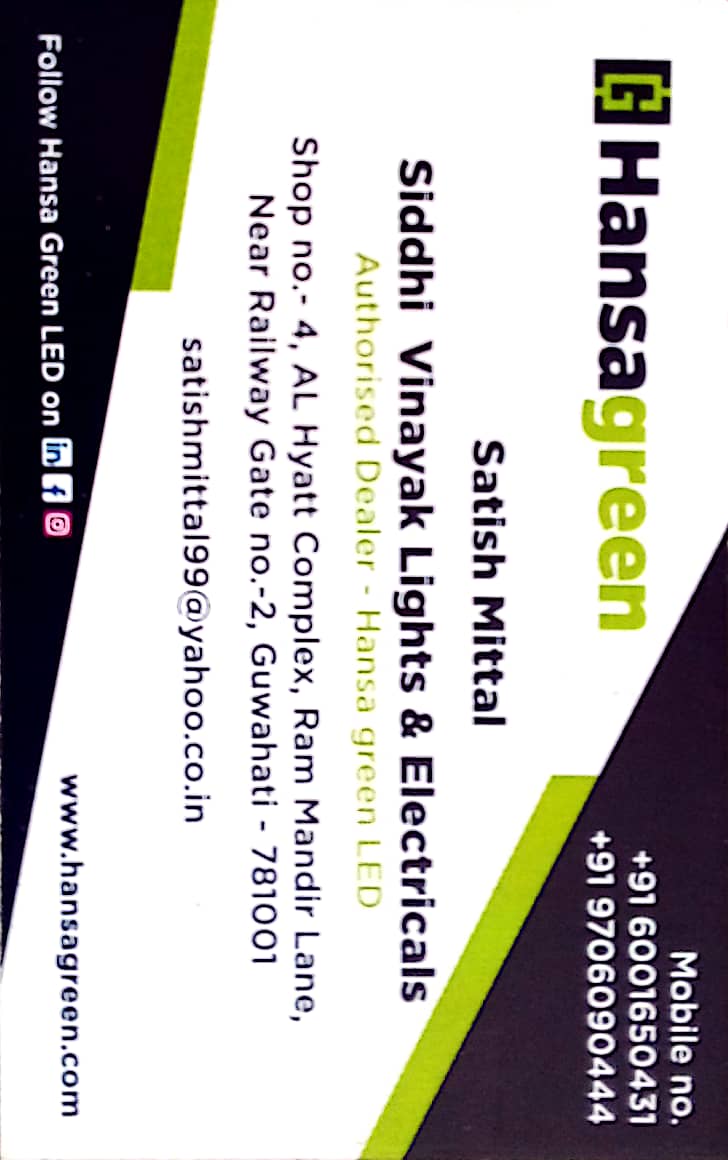 Hansagreen
Mobile no.
+91 6001650431
+91 9706090444
Satish Mittal
Siddhi Vinayak Lights & Electricals
Authorised Dealer - Hansa green LED
Shop no.- 4, AL Hyatt Complex, Ram Mandir Lane,
Near Railway Gate no.-2, Guwahati - 781001
satishmittal99@yahoo.co.in
www.hansagreen.com
Follow Hansa Green LED on in f